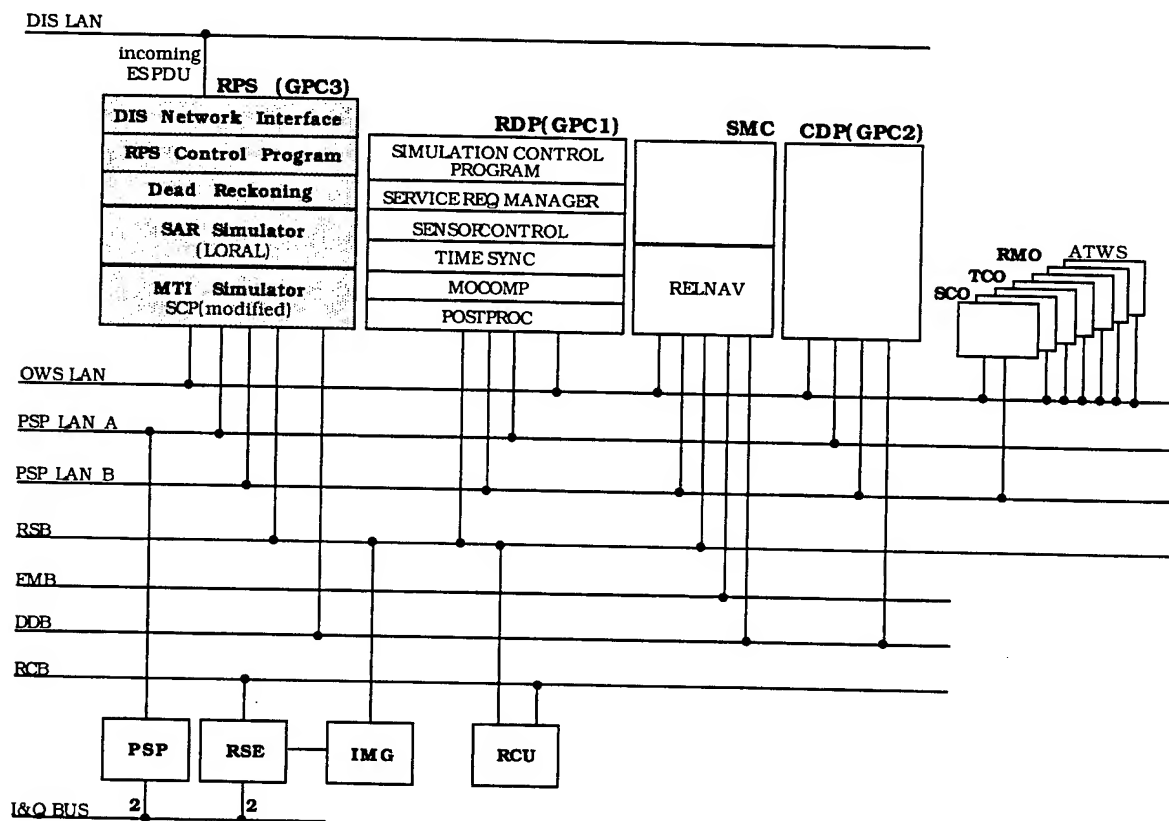 DIS LAN
incoming
ESPDU
RPS (GPC3)
DIS Network Interface
RPS Control Program
Dead Reckoning
SAR Simulator
(LORAL)
MTI Simulator
SCP(modified)
RDP(GPC1)
SIMULATION CONTROL
PROGRAM
SERVICE REQ MANAGER
SENSORCONTROL
TIME SYNC
MOCOMP
POSTPROC
SMC
RELNAV
CDP(GPC2)
SCO
TCO
RMO
ATWS
OWS LAN
PSP LAN A
PSP LAN B
RSB
EMB
DDB
RCB
PSP
RSE
IMG
RCU
2
2
I&Q BUS